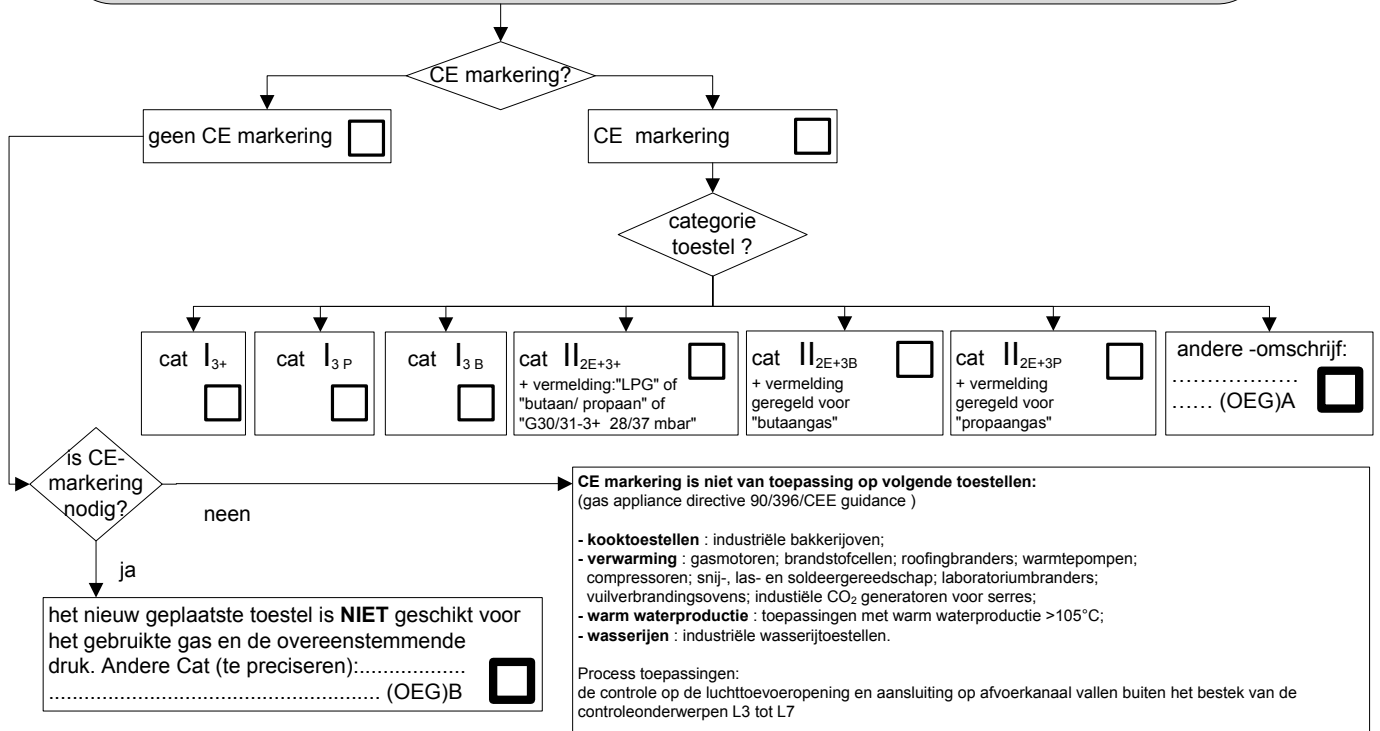 CE markering?
geen CE markering
CE markering
categorie
toestel ?
cat I3+
cat I3 P
cat I3 B
cat II2E+3+
+ vermelding:"LPG" of
"butaan/ propaan" of
"G30/31-3+ 28/37 mbar"
cat II2E+3B
+ vermelding
geregeld voor
"butaangas"
cat II2E+3P
+ vermelding
geregeld voor
"propaangas"
andere -omschrijf:
..................
...... (OEG)A
is CE-
markering
nodig?
neen
ja
het nieuw geplaatste toestel is NIET geschikt voor
het gebruikte gas en de overeenstemmende
druk. Andere Cat (te preciseren):..................
........................................................ (OEG)B
CE markering is niet van toepassing op volgende toestellen:
(gas appliance directive 90/396/CEE guidance )
- kooktoestellen : industriële bakkerijoven;
- verwarming : gasmotoren; brandstofcellen; roofingbranders; warmtepompen;
compressoren; snij-, las- en soldeergereedschap; laboratoriumbranders;
vuilverbrandingsovens; industiële CO2 generatoren voor serres;
- warm waterproductie : toepassingen met warm waterproductie >105°C;
- wasserijen : industriële wasserijtoestellen.
Process toepassingen:
de controle op de luchttoevoeropening en aansluiting op afvoerkanaal vallen buiten het bestek van de
controleonderwerpen L3 tot L7